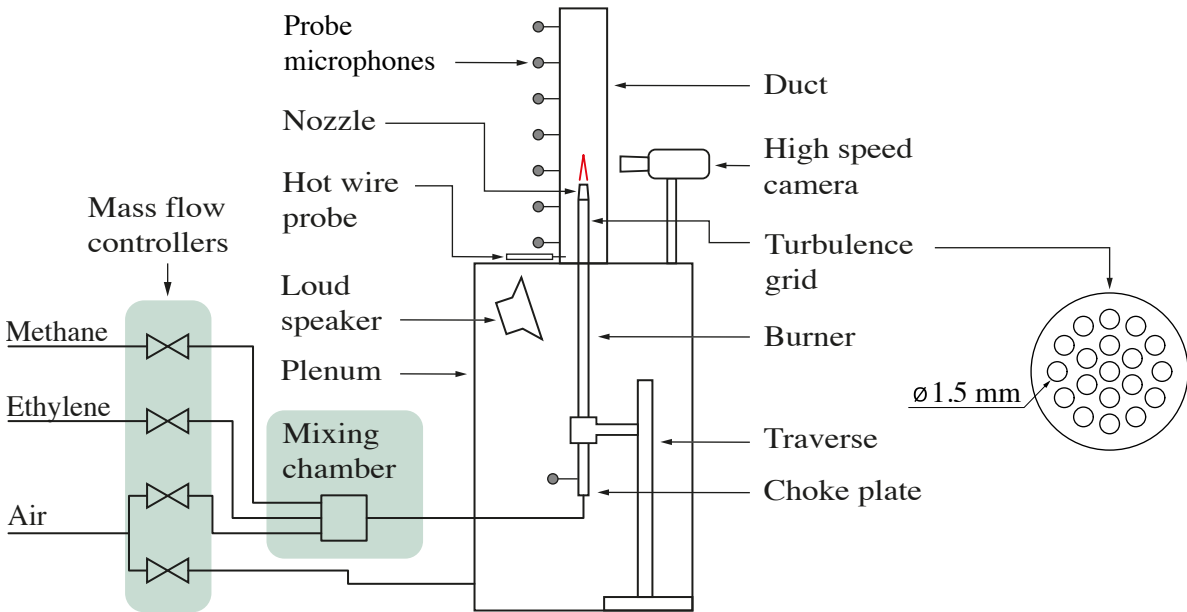 Probe
microphones
Nozzle
Hot wire
probe
Mass flow
controllers
Loud
speaker
Plenum
Methane
Ethylene
Air
Mixing
chamber
Duct
High speed
camera
Turbulence
grid
Burner
Traverse
Choke plate
ø1.5 mm